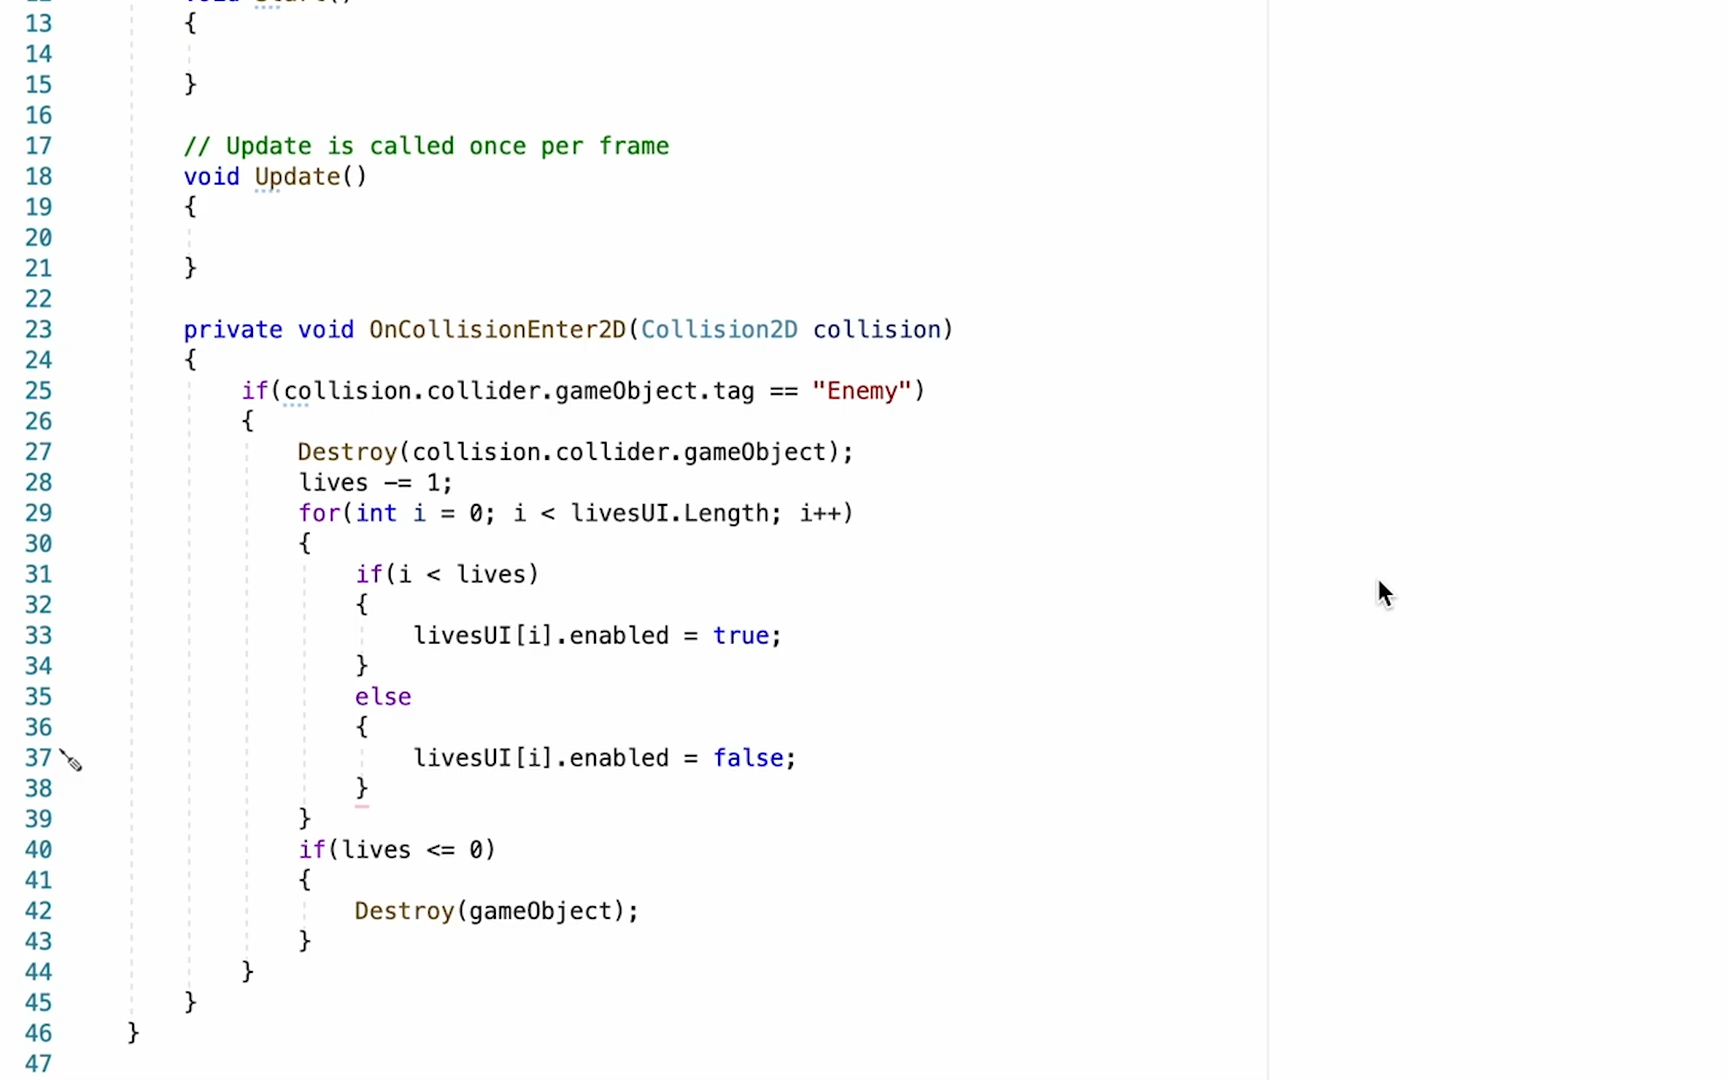 13 {
14
15 }
16
17 // Update is called once per frame
18 void Update()
19 {
20
21 }
22
23 private void OnCollisionEnter2D(Collision2D collision)
24 {
25 if(collision.collider.gameObject.tag == "Enemy")
26 {
27 Destroy(collision.collider.gameObject);
28 lives -= 1;
29 for(int i = 0; i < livesUI.Length; i++)
30 {
31 if(i < lives)
32 {
33 livesUI[i].enabled = true;
34 }
35 else
36 {
37 livesUI[i].enabled = false;
38 }
39 }
40 if(lives <= 0)
41 {
42 Destroy(gameObject);
43 }
44 }
45 }
46 }
47